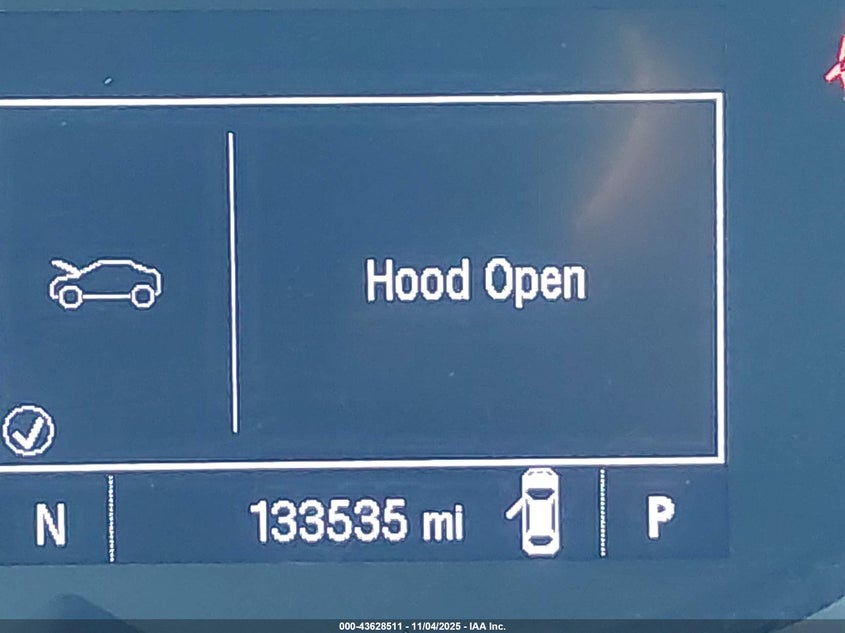 Hood Open
N 133535 mi P
000-43628511 - 11/04/2025 - IAA Inc.